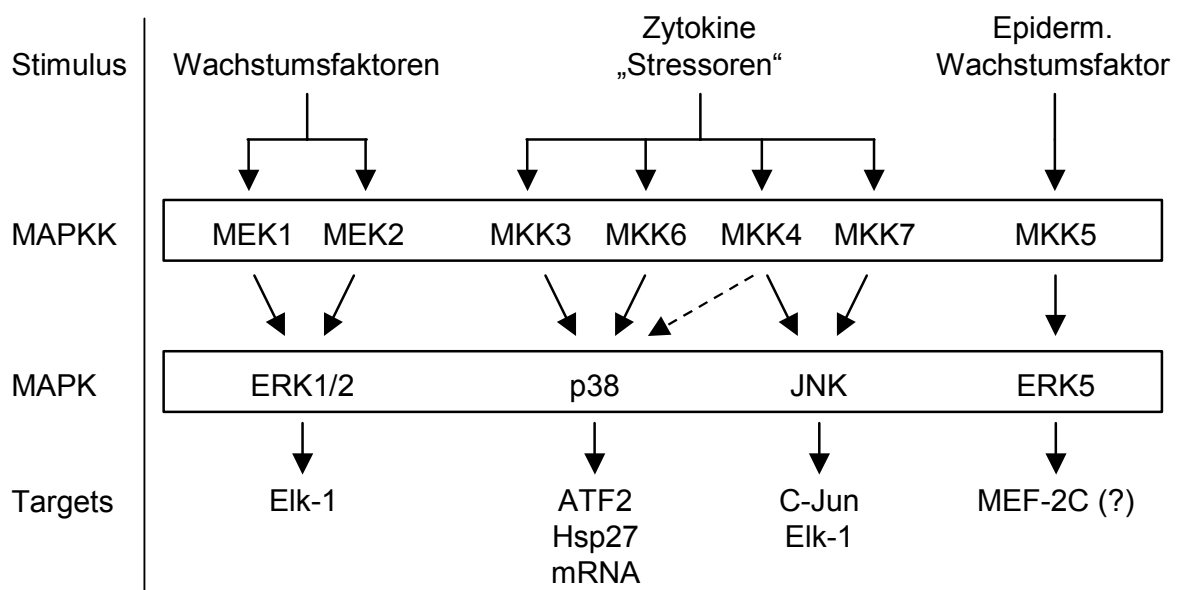 Stimulus
Wachstumsfaktoren
Zytokine
„Stressoren“
Epiderm.
Wachstumsfaktor
MAPKK
MEK1 MEK2 MKK3 MKK6 MKK4 MKK7 MKK5
MAPK
ERK1/2 p38 JNK ERK5
Targets
Elk-1
ATF2
Hsp27
mRNA
C-Jun
Elk-1
MEF-2C (?)